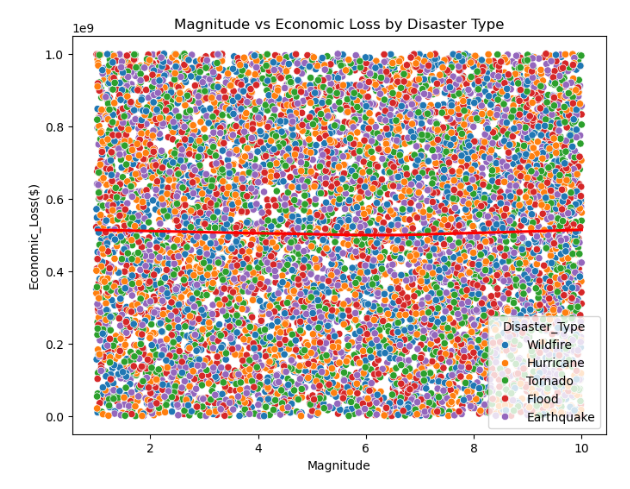 Magnitude vs Economic Loss by Disaster Type
1e9
1.0
0.8
0.6
0.4
0.2
0.0
Economic_Loss($)
2 4 6 8 10
Magnitude
Disaster_Type
Wildfire
Hurricane
Tornado
Flood
Earthquake